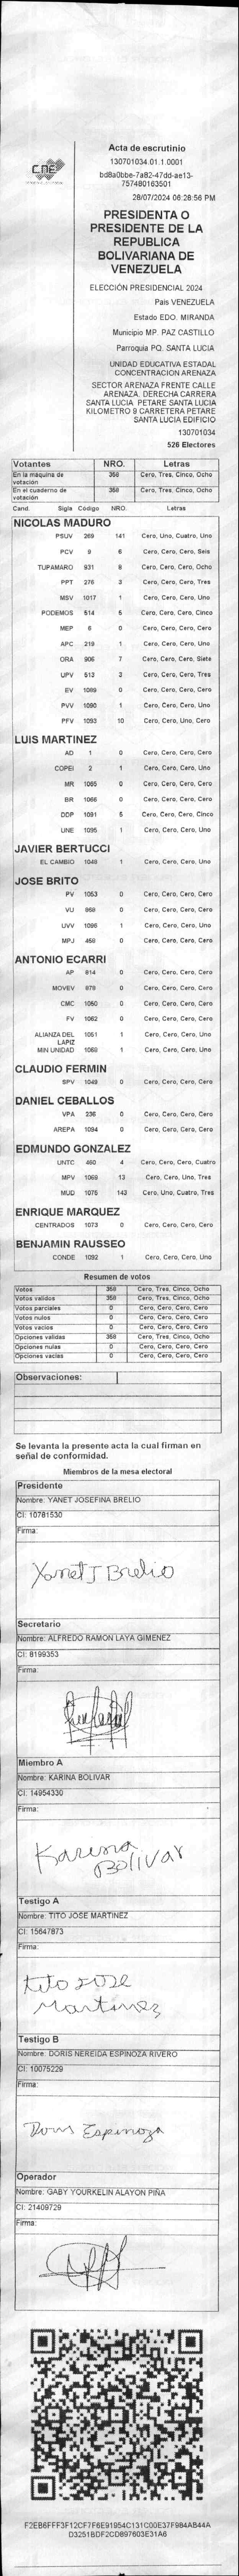 CNE
Acta de escrutinio
130701034.01.1.0001
bd8a0bbe-7a82-47dd-ae13-
757480163501
28/07/2024 06:28:56 PM
PRESIDENTA O
PRESIDENTE DE LA
REPUBLICA
BOLIVARIANA DE
VENEZUELA
ELECCIÓN PRESIDENCIAL 2024
Pais VENEZUELA
Estado EDO. MIRANDA
Municipio MP. PAZ CASTILLO
Parroquia PQ. SANTA LUCIA
UNIDAD EDUCATIVA ESTADAL
CONCENTRACION ARENAZA
SECTOR ARENAZA FRENTE CALLE
ARENAZA. DERECHA CARRERA
SANTA LUCIA PETARE SANTA LUCIA
KILOMETRO 9 CARRETERA PETARE
SANTA LUCIA EDIFICIO
130701034
526 Electores
Votantes NRO. Letras
En la maquina de votación 358 Cero, Tres, Cinco, Ocho
En el cuaderno de votación 358 Cero, Tres, Cinco, Ocho
Cand. Sigla Código NRO. Letras
NICOLAS MADURO
PSUV 269 141 Cero, Uno, Cuatro, Uno
PCV 9 6 Cero, Cero, Cero, Seis
TUPAMARO 931 8 Cero, Cero, Cero, Ocho
PPT 276 3 Cero, Cero, Cero, Tres
MSV 1017 1 Cero, Cero, Cero, Uno
PODEMOS 514 5 Cero, Cero, Cero, Cinco
MEP 6 0 Cero, Cero, Cero, Cero
APC 219 1 Cero, Cero, Cero, Uno
ORA 906 7 Cero, Cero, Cero, Siete
UPV 513 3 Cero, Cero, Cero, Tres
EV 1089 0 Cero, Cero, Cero, Cero
PVV 1090 1 Cero, Cero, Cero, Uno
PFV 1093 10 Cero, Cero, Uno, Cero
LUIS MARTINEZ
AD 1 0 Cero, Cero, Cero, Cero
COPEI 2 1 Cero, Cero, Cero, Uno
MR 1065 0 Cero, Cero, Cero, Cero
BR 1066 0 Cero, Cero, Cero, Cero
DDP 1091 5 Cero, Cero, Cero, Cinco
UNE 1095 1 Cero, Cero, Cero, Uno
JAVIER BERTUCCI
EL CAMBIO 1048 1 Cero, Cero, Cero, Uno
JOSE BRITO
PV 1053 0 Cero, Cero, Cero, Cero
VU 868 0 Cero, Cero, Cero, Cero
UVV 1096 1 Cero, Cero, Cero, Uno
MPJ 458 0 Cero, Cero, Cero, Cero
ANTONIO ECARRI
AP 814 0 Cero, Cero, Cero, Cero
MOVEV 979 0 Cero, Cero, Cero, Cero
CMC 1050 0 Cero, Cero, Cero, Cero
FV 1062 0 Cero, Cero, Cero, Cero
ALIANZA DEL LAPIZ 1051 1 Cero, Cero, Cero, Uno
MIN UNIDAD 1068 1 Cero, Cero, Cero, Uno
CLAUDIO FERMIN
SPV 1049 0 Cero, Cero, Cero, Cero
DANIEL CEBALLOS
VPA 236 0 Cero, Cero, Cero, Cero
AREPA 1094 0 Cero, Cero, Cero, Cero
EDMUNDO GONZALEZ
UNTC 460 4 Cero, Cero, Cero, Cuatro
MPV 1069 13 Cero, Cero, Uno, Tres
MUD 1075 143 Cero, Uno, Cuatro, Tres
ENRIQUE MARQUEZ
CENTRADOS 1073 0 Cero, Cero, Cero, Cero
BENJAMIN RAUSSEO
CONDE 1092 1 Cero, Cero, Cero, Uno
Resumen de votos
Votos 358 Cero, Tres, Cinco, Ocho
Votos validos 358 Cero, Tres, Cinco, Ocho
Votos parciales 0 Cero, Cero, Cero, Cero
Votos nulos 0 Cero, Cero, Cero, Cero
Votos vacios 0 Cero, Cero, Cero, Cero
Opciones validas 358 Cero, Tres, Cinco, Ocho
Opciones nulas 0 Cero, Cero, Cero, Cero
Opciones vacias 0 Cero, Cero, Cero, Cero
Observaciones:
Se levanta la presente acta la cual firman en
señal de conformidad.
Miembros de la mesa electoral
Presidente
Nombre: YANET JOSEFINA BRELIO
CI: 10781530
Firma:
Yanet J Brelio
Secretario
Nombre: ALFREDO RAMON LAYA GIMENEZ
CI: 8199353
Firma:
Miembro A
Nombre: KARINA BOLIVAR
CI: 14954330
Firma:
Karina
Bolivar
Testigo A
Nombre: TITO JOSE MARTINEZ
CI: 15647873
Firma:
tito jose
Martinez
Testigo B
Nombre: DORIS NEREIDA ESPINOZA RIVERO
CI: 10075229
Firma:
Doris Espinoza
Operador
Nombre: GABY YOURKELIN ALAYON PIÑA
CI: 21409729
Firma:
F2EB6FFF3F12CF7F6E91954C131C00E37F984AB44A
D3251BDF2CD897603E31A6